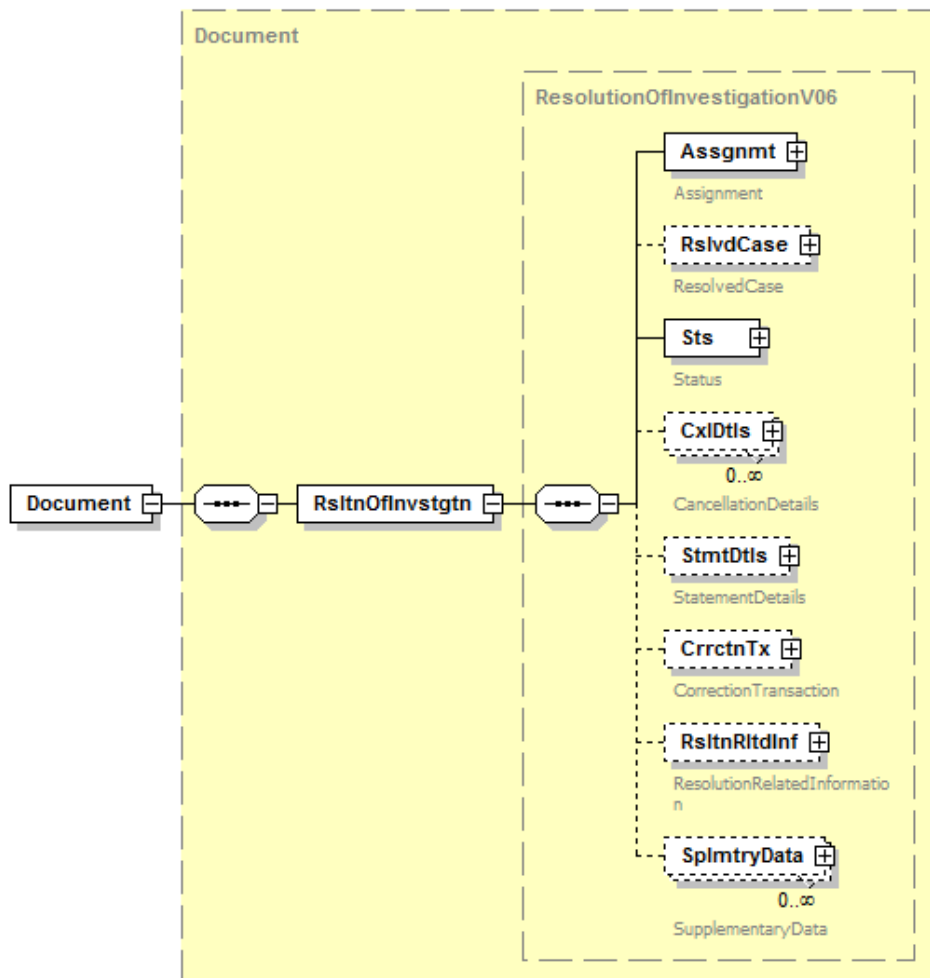 Document
ResolutionOfInvestigationV06
Assgnmt
Assignment
RslvdCase
ResolvedCase
Sts
Status
CxlDtls
0..∞
CancellationDetails
Document
RsltnOfInvstgtn
StmtDtls
StatementDetails
CrrctnTx
CorrectionTransaction
RsltnRltdInf
ResolutionRelatedInformatio
n
SplmtryData
0..∞
SupplementaryData